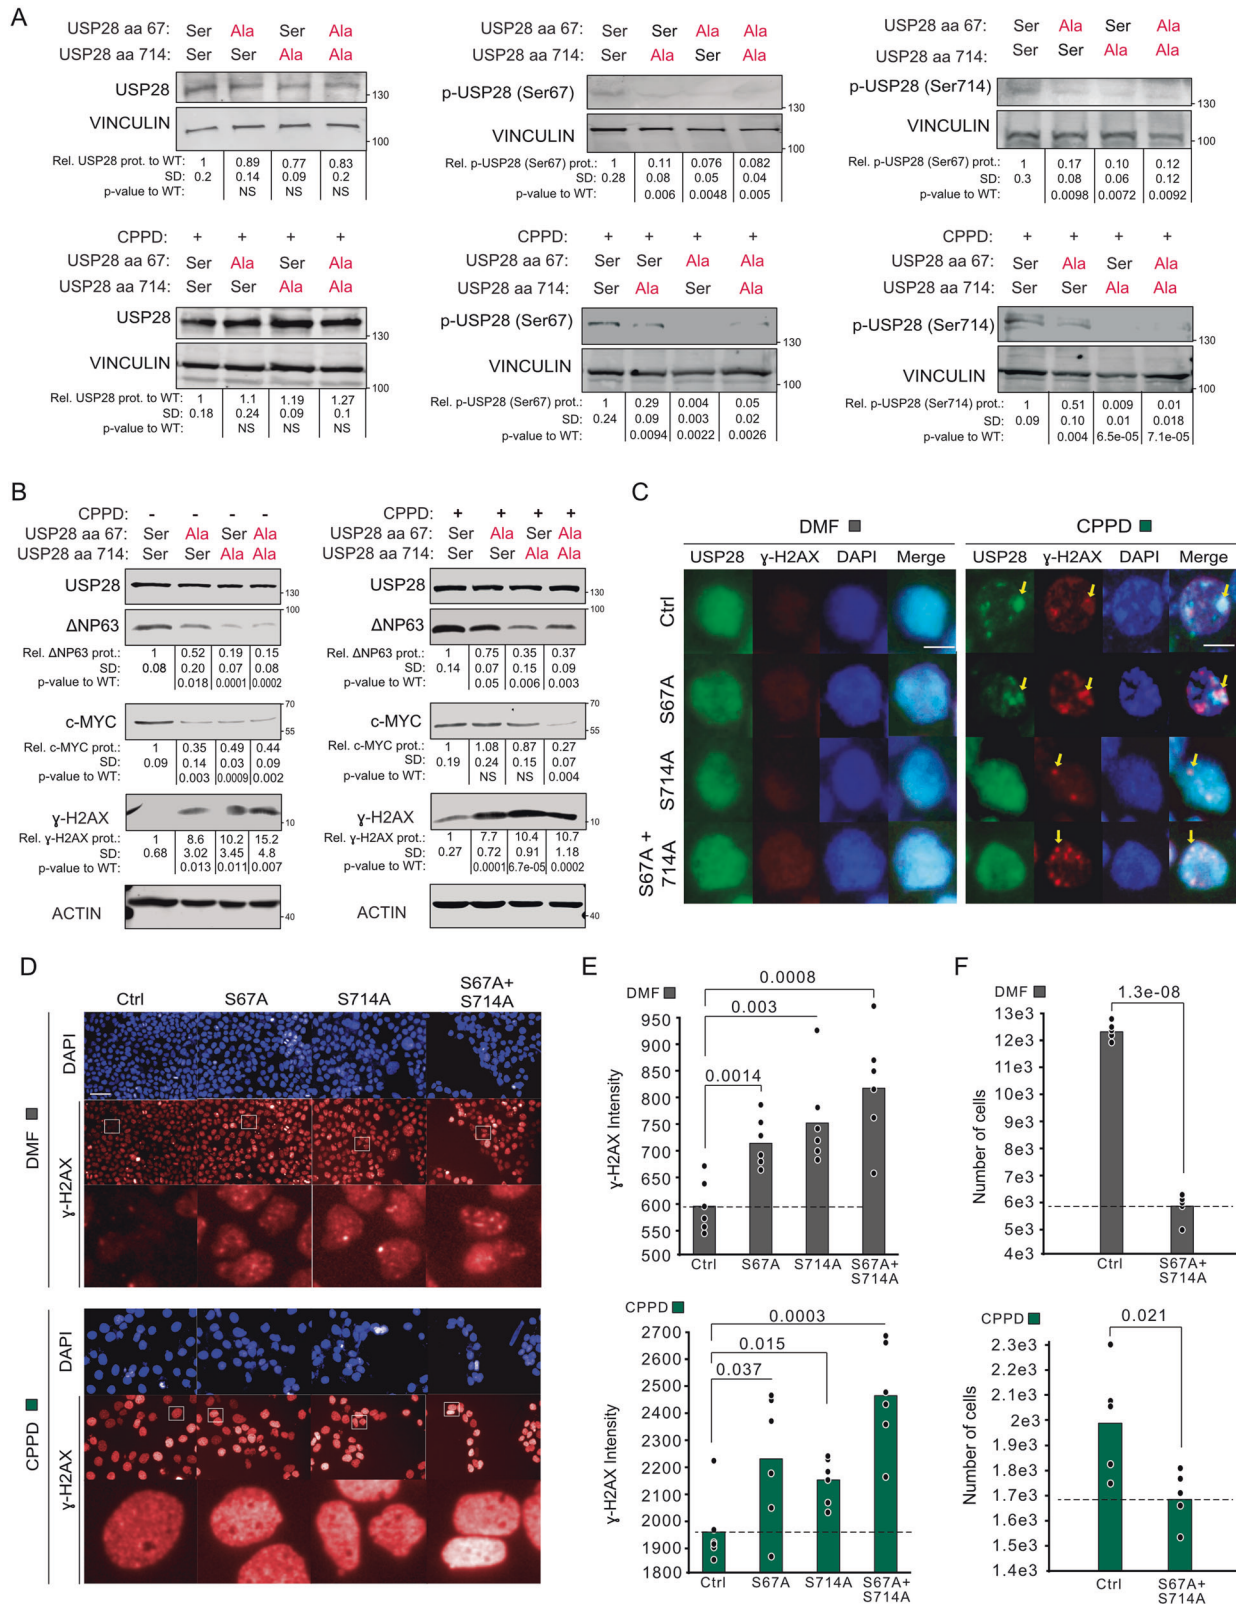 A
USP28 aa 67: Ser Ala Ser Ala
USP28 aa 714: Ser Ser Ala Ala
USP28
130
VINCULIN
100
Rel. USP28 prot. to WT: 1 0.89 0.77 0.83
SD: 0.2 0.14 0.09 0.2
p-value to WT: NS NS NS
USP28 aa 67: Ser Ser Ala Ala
USP28 aa 714: Ser Ala Ser Ala
p-USP28 (Ser67)
130
VINCULIN
100
Rel. p-USP28 (Ser67) prot.: 1 0.11 0.076 0.082
SD: 0.28 0.08 0.05 0.04
p-value to WT: 0.006 0.0048 0.005
USP28 aa 67: Ser Ala Ser Ala
USP28 aa 714: Ser Ser Ala Ala
p-USP28 (Ser714)
130
VINCULIN
100
Rel. p-USP28 (Ser67) prot.: 1 0.17 0.10 0.12
SD: 0.3 0.08 0.06 0.12
p-value to WT: 0.0098 0.0072 0.0092
CPPD: + + + +
USP28 aa 67: Ser Ala Ser Ala
USP28 aa 714: Ser Ser Ala Ala
USP28
130
VINCULIN
100
Rel. USP28 prot. to WT: 1 1.1 1.19 1.27
SD: 0.18 0.24 0.09 0.1
p-value to WT: NS NS NS
CPPD: + + + +
USP28 aa 67: Ser Ser Ala Ala
USP28 aa 714: Ser Ala Ser Ala
p-USP28 (Ser67)
130
VINCULIN
100
Rel. p-USP28 (Ser67) prot.: 1 0.29 0.004 0.05
SD: 0.24 0.09 0.003 0.02
p-value to WT: 0.0094 0.0022 0.0026
CPPD: + + + +
USP28 aa 67: Ser Ala Ser Ala
USP28 aa 714: Ser Ser Ala Ala
p-USP28 (Ser714)
130
VINCULIN
100
Rel. p-USP28 (Ser714) prot.: 1 0.51 0.009 0.01
SD: 0.09 0.10 0.01 0.018
p-value to WT: 0.004 6.5e-05 7.1e-05
B
CPPD: - - - -
USP28 aa 67: Ser Ala Ser Ala
USP28 aa 714: Ser Ser Ala Ala
USP28
130
100
ΔNP63
Rel. ΔNP63 prot.: 1 0.52 0.19 0.15
SD: 0.08 0.20 0.07 0.08
p-value to WT: 0.018 0.0001 0.0002
70
c-MYC
55
Rel. c-MYC prot.: 1 0.35 0.49 0.44
SD: 0.09 0.14 0.03 0.09
p-value to WT: 0.003 0.0009 0.002
ɣ-H2AX
10
Rel. ɣ-H2AX prot.: 1 8.6 10.2 15.2
SD: 0.68 3.02 3.45 4.8
p-value to WT: 0.013 0.011 0.007
ACTIN
40
CPPD: + + + +
USP28 aa 67: Ser Ala Ser Ala
USP28 aa 714: Ser Ser Ala Ala
USP28
130
100
ΔNP63
Rel. ΔNP63 prot.: 1 0.75 0.35 0.37
SD: 0.14 0.07 0.15 0.09
p-value to WT: 0.05 0.006 0.003
70
c-MYC
55
Rel. c-MYC prot.: 1 1.08 0.87 0.27
SD: 0.19 0.24 0.15 0.07
p-value to WT: NS NS 0.004
ɣ-H2AX
10
Rel. ɣ-H2AX prot.: 1 7.7 10.4 10.7
SD: 0.27 0.72 0.91 1.18
p-value to WT: 0.0001 6.7e-05 0.0002
ACTIN
40
C
DMF CPPD
USP28 ɣ-H2AX DAPI Merge USP28 ɣ-H2AX DAPI Merge
Ctrl
S67A
S714A
S67A +
714A
D
Ctrl S67A S714A S67A+
S714A
DMF
DAPI
ɣ-H2AX
CPPD
DAPI
ɣ-H2AX
E
DMF
0.0008
0.003
0.0014
ɣ-H2AX Intensity
950
900
850
800
750
700
650
600
550
500
Ctrl S67A S714A S67A+
S714A
CPPD
0.0003
0.015
0.037
ɣ-H2AX Intensity
2700
2600
2500
2400
2300
2200
2100
2000
1900
1800
Ctrl S67A S714A S67A+
S714A
F
DMF
1.3e-08
Number of cells
13e3
12e3
10e3
9e3
8e3
7e3
6e3
5e3
4e3
Ctrl S67A+
S714A
CPPD
0.021
Number of cells
2.3e3
2.2e3
2.1e3
2e3
1.9e3
1.8e3
1.7e3
1.6e3
1.5e3
1.4e3
Ctrl S67A+
S714A